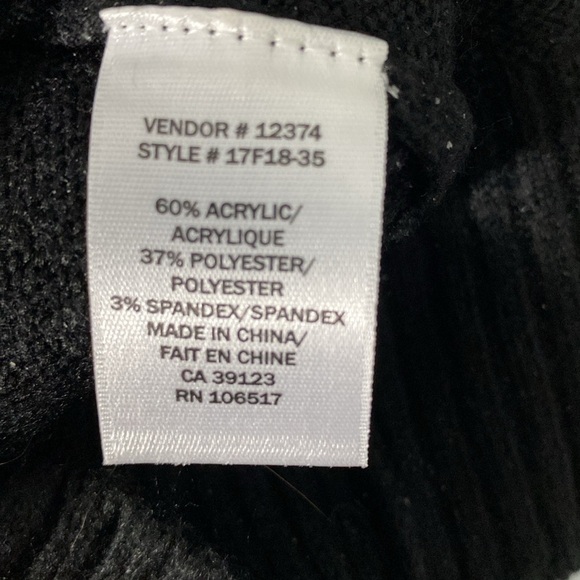 VENDOR # 12374
STYLE # 17F18-35
60% ACRYLIC/
ACRYLIQUE
37% POLYESTER/
POLYESTER
3% SPANDEX/SPANDEX
MADE IN CHINA/
FAIT EN CHINE
CA 39123
RN 106517